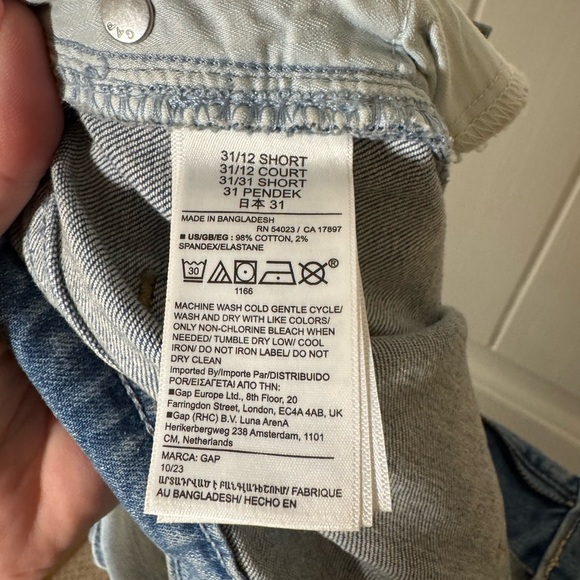 GAP
31/12 SHORT
31/12 COURT
31/31 SHORT
31 PENDEK
日本 31
MADE IN BANGLADESH
RN 54023 / CA 17897
■ US/GB/EG : 98% COTTON, 2%
SPANDEX/ELASTANE
30
®
1166
MACHINE WASH COLD GENTLE CYCLE/
WASH AND DRY WITH LIKE COLORS/
ONLY NON-CHLORINE BLEACH WHEN
NEEDED/ TUMBLE DRY LOW/ COOL
IRON/ DO NOT IRON LABEL/ DO NOT
DRY CLEAN
Imported By/Importe Par/DISTRIBUIDO
POR/ΕΙΣΑΓΕΤΑΙ ΑΠΟ ΤΗΝ:
■Gap Europe Ltd., 8th Floor, 20
Farringdon Street, London, EC4A 4AB, UK
■Gap (RHC) B.V. Luna ArenA
Herikerbergweg 238 Amsterdam, 1101
CM, Netherlands
MARCA: GAP
10/23
ԱՐՏԱԴՐՎԱԾ Է ԲԱՆԳԼԱԴԵՇՈՒՄ/ FABRIQUE
AU BANGLADESH/ HECHO EN